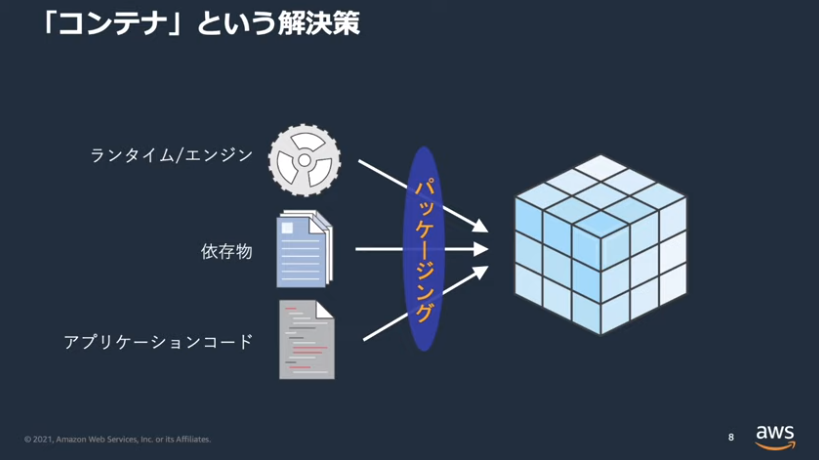 「コンテナ」という解決策
ランタイム/エンジン
依存物
アプリケーションコード
パッケージング
© 2021, Amazon Web Services, Inc. or its Affiliates.
8
aws